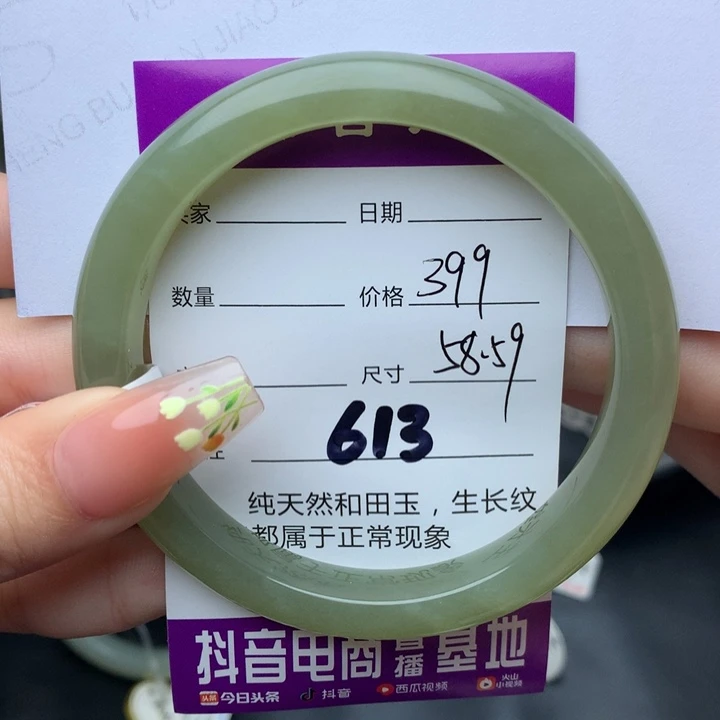 家 日期
数量 价格 399
尺寸 58.59
613
纯天然和田玉，生长纹
都属于正常现象
抖音电商直播基地
头条 今日头条 抖音 西瓜视频 火山小视频